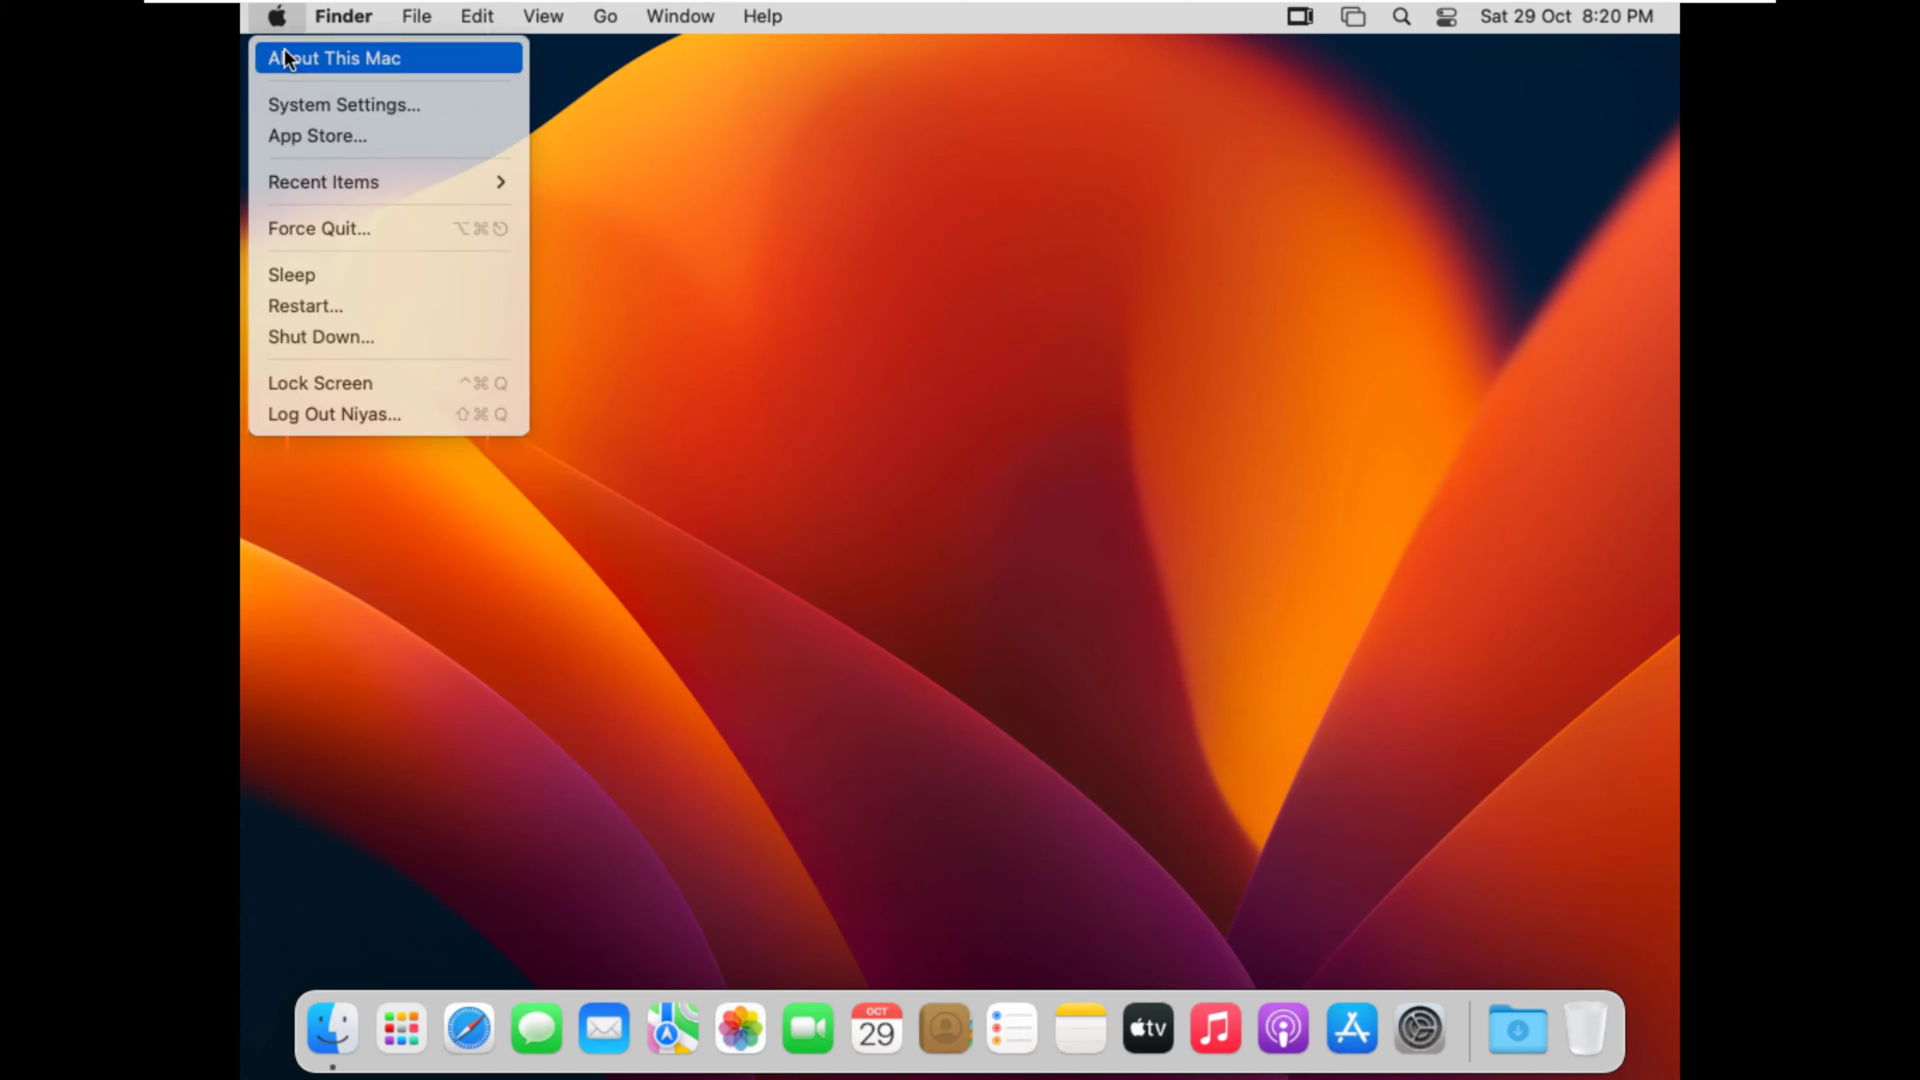 Finder File Edit View Go Window Help Sat 29 Oct 8:20 PM
About This Mac
System Settings...
App Store...
Recent Items
Force Quit... ⌥⌘⎋
Sleep
Restart...
Shut Down...
Lock Screen ^⌘Q
Log Out Niyas... ⇧⌘Q
OCT
29
tv